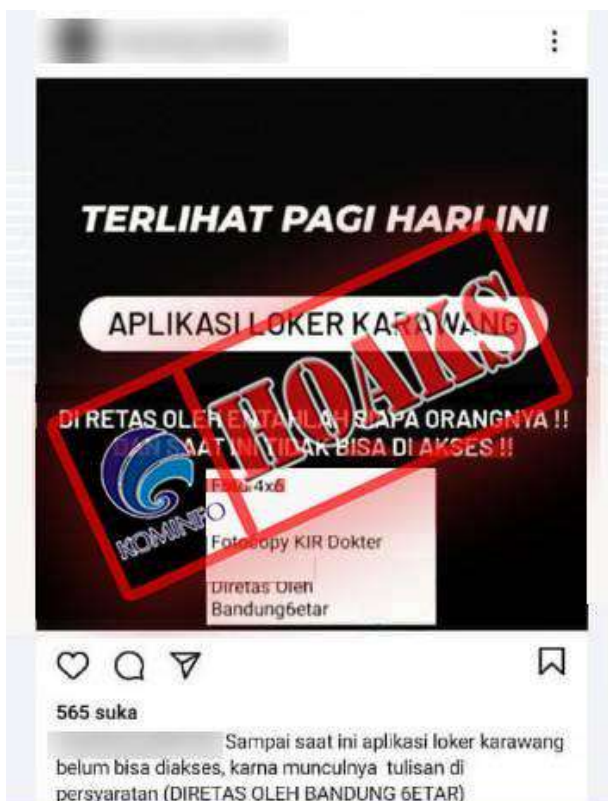 TERLIHAT PAGI HARI INI
APLIKASI LOKER KARAWANG
HOAKS
DI RETAS OLEH ENTAHLAH SIAPA ORANGNYA !!
DAN SAAT INI TIDAK BISA DI AKSES !!
KOMINFO
Foto 4x6
Fotocopy KIR Dokter
Diretas Oleh
Bandung6etar
565 suka
Sampai saat ini aplikasi loker karawang
belum bisa diakses, karna munculnya tulisan di
persyaratan (DIRETAS OLEH BANDUNG 6ETAR)